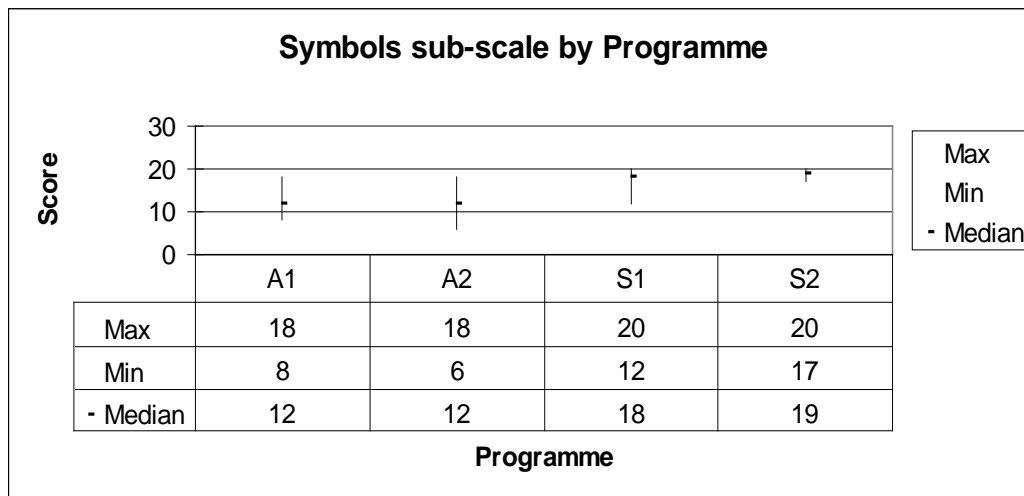 Symbols sub-scale by Programme
Score
30
20
10
0
Max
Min
- Median
A1 A2 S1 S2
Max 18 18 20 20
Min 8 6 12 17
- Median 12 12 18 19
Programme